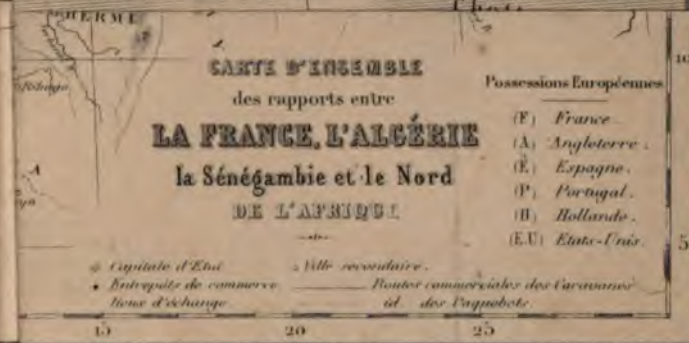 CARTE D'ENSEMBLE
des rapports entre
LA FRANCE, L'ALGÉRIE
la Sénégambie et le Nord
DE L'AFRIQUE
Possessions Européennes
(F) France.
(A) Angleterre.
(E) Espagne.
(P) Portugal.
(H) Hollande.
(E.U) Etats-Unis.
Capitale d'Etat
Ville secondaire.
Entrepôts de commerce
lieux d'échange
Routes commerciales des Caravanes
id. des Paquebots.
10
5
15 20 25